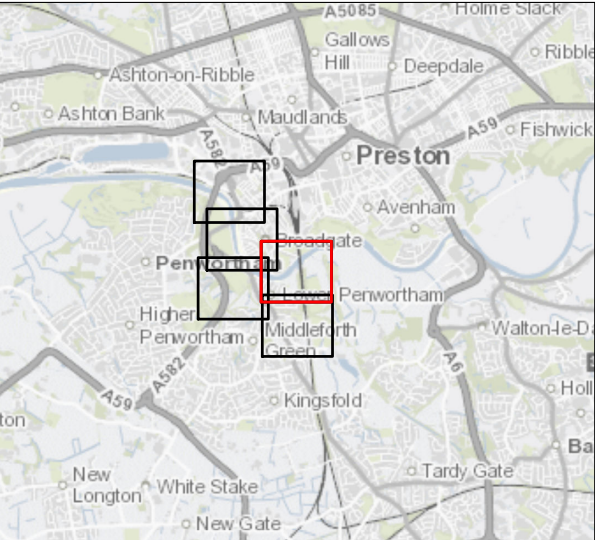 A5085
Holme Slack
Gallows
Hill
Ribble
Deepdale
Ashton-on-Ribble
Ashton Bank
Maudlands
A59
Fishwick
A58
A59
Preston
Avenham
Broadgate
Penwortham
Lower Penwortham
Higher
Penwortham
Middleforth
Green
Walton-le-Da
A6
A582
A59
Kingsfold
Holl
ton
Ba
Tardy Gate
New
Longton
White Stake
New Gate